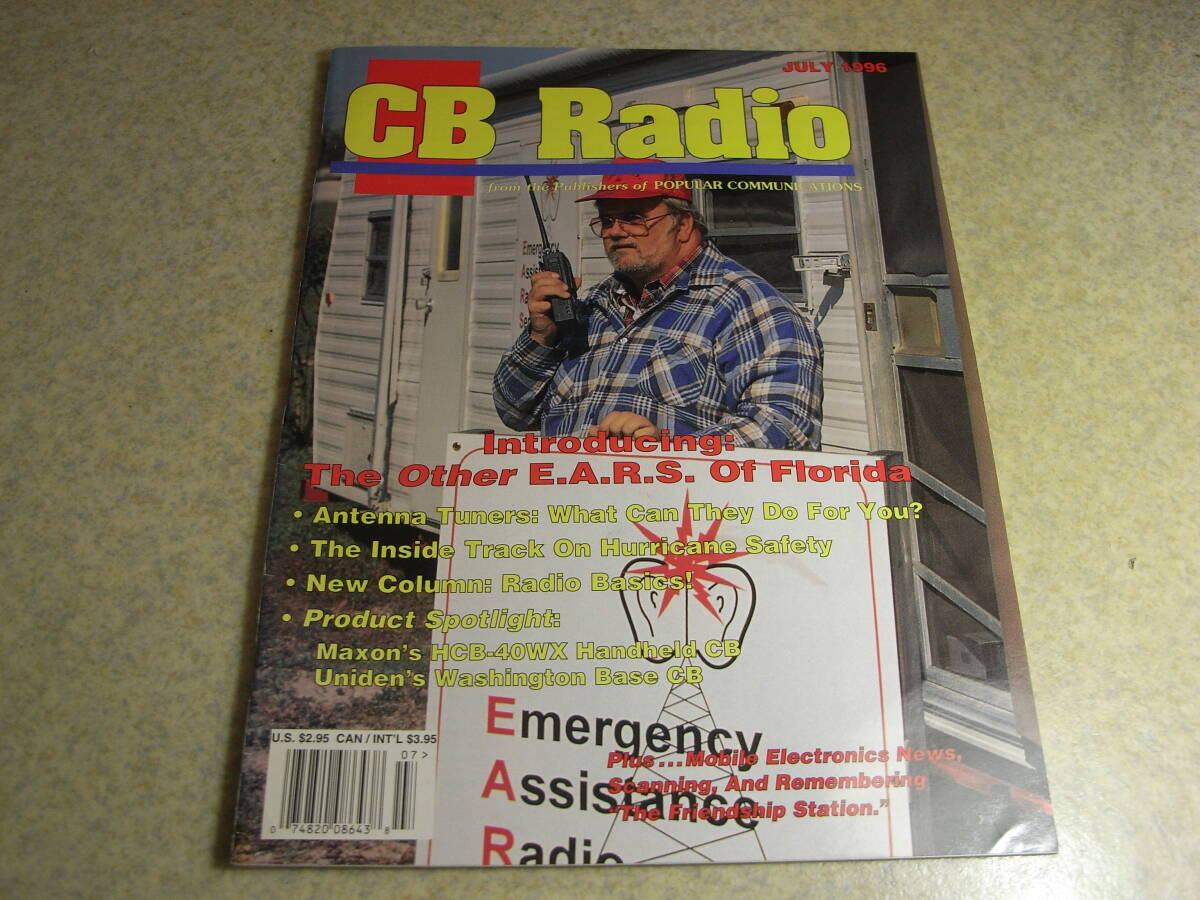 JULY 1996
CB Radio
from the Publishers of POPULAR COMMUNICATIONS
Emergency
Introducing:
The Other E.A.R.S. Of Florida
• Antenna Tuners: What Can They Do For You?
• The Inside Track On Hurricane Safety
• New Column: Radio Basics!
• Product Spotlight:
Maxon's HCB-40WX Handheld CB
Uniden's Washington Base CB
Emergency
Assistance
Radio
Plus...Mobile Electronics News,
Scanning, And Remembering
"The Friendship Station."
U.S. $2.95 CAN / INT'L $3.95
07>
0 74820 08643 8